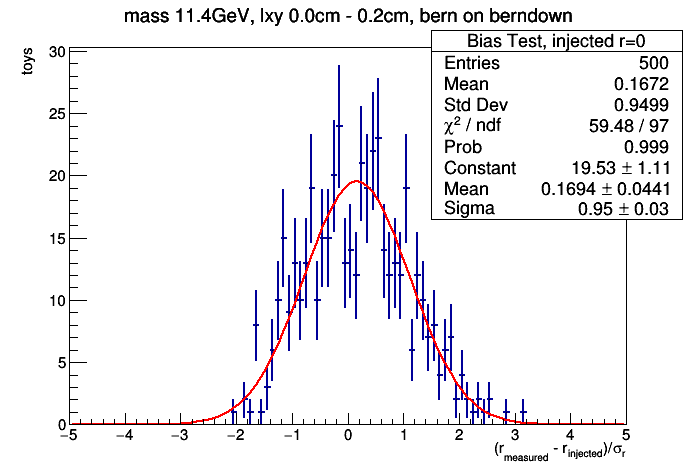 mass 11.4GeV, lxy 0.0cm - 0.2cm, bern on berndown
Bias Test, injected r=0
Entries 500
Mean 0.1672
Std Dev 0.9499
χ² / ndf 59.48 / 97
Prob 0.999
Constant 19.53 ± 1.11
Mean 0.1694 ± 0.0441
Sigma 0.95 ± 0.03
toys
30
25
20
15
10
5
0
−5 −4 −3 −2 −1 0 1 2 3 4 5
(r_measured - r_injected)/σ_r